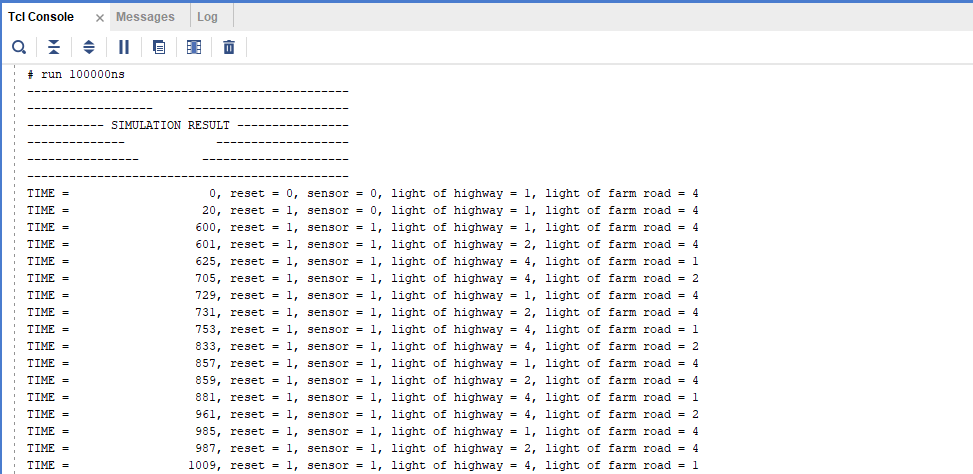 Tcl Console × Messages Log
# run 100000ns
----------------------------------------------
------------------     -----------------------
----------- SIMULATION RESULT ----------------
--------------             -------------------
----------------         ---------------------
----------------------------------------------
TIME =                    0, reset = 0, sensor = 0, light of highway = 1, light of farm road = 4
TIME =                   20, reset = 1, sensor = 0, light of highway = 1, light of farm road = 4
TIME =                  600, reset = 1, sensor = 1, light of highway = 1, light of farm road = 4
TIME =                  601, reset = 1, sensor = 1, light of highway = 2, light of farm road = 4
TIME =                  625, reset = 1, sensor = 1, light of highway = 4, light of farm road = 1
TIME =                  705, reset = 1, sensor = 1, light of highway = 4, light of farm road = 2
TIME =                  729, reset = 1, sensor = 1, light of highway = 1, light of farm road = 4
TIME =                  731, reset = 1, sensor = 1, light of highway = 2, light of farm road = 4
TIME =                  753, reset = 1, sensor = 1, light of highway = 4, light of farm road = 1
TIME =                  833, reset = 1, sensor = 1, light of highway = 4, light of farm road = 2
TIME =                  857, reset = 1, sensor = 1, light of highway = 1, light of farm road = 4
TIME =                  859, reset = 1, sensor = 1, light of highway = 2, light of farm road = 4
TIME =                  881, reset = 1, sensor = 1, light of highway = 4, light of farm road = 1
TIME =                  961, reset = 1, sensor = 1, light of highway = 4, light of farm road = 2
TIME =                  985, reset = 1, sensor = 1, light of highway = 1, light of farm road = 4
TIME =                  987, reset = 1, sensor = 1, light of highway = 2, light of farm road = 4
TIME =                 1009, reset = 1, sensor = 1, light of highway = 4, light of farm road = 1